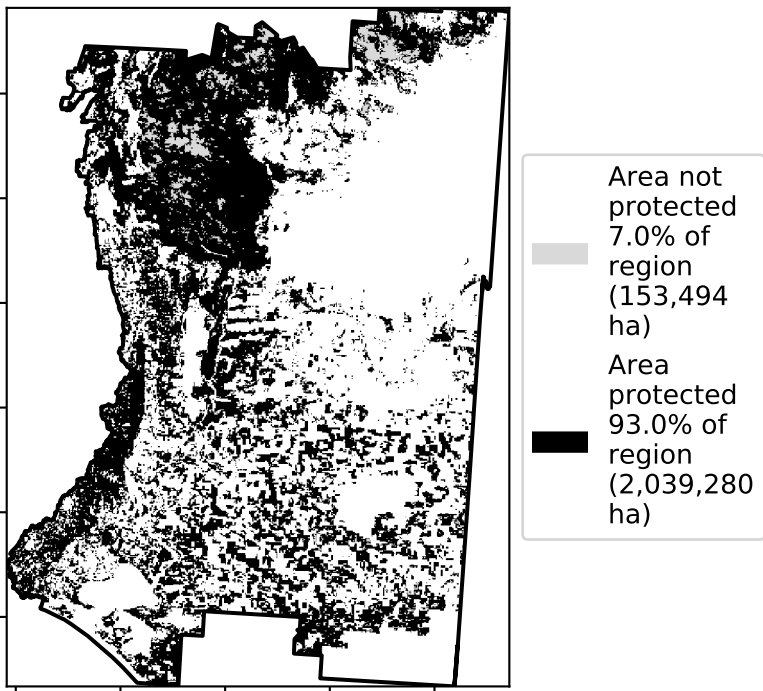 Area not
protected
7.0% of
region
(153,494
ha)
Area
protected
93.0% of
region
(2,039,280
ha)